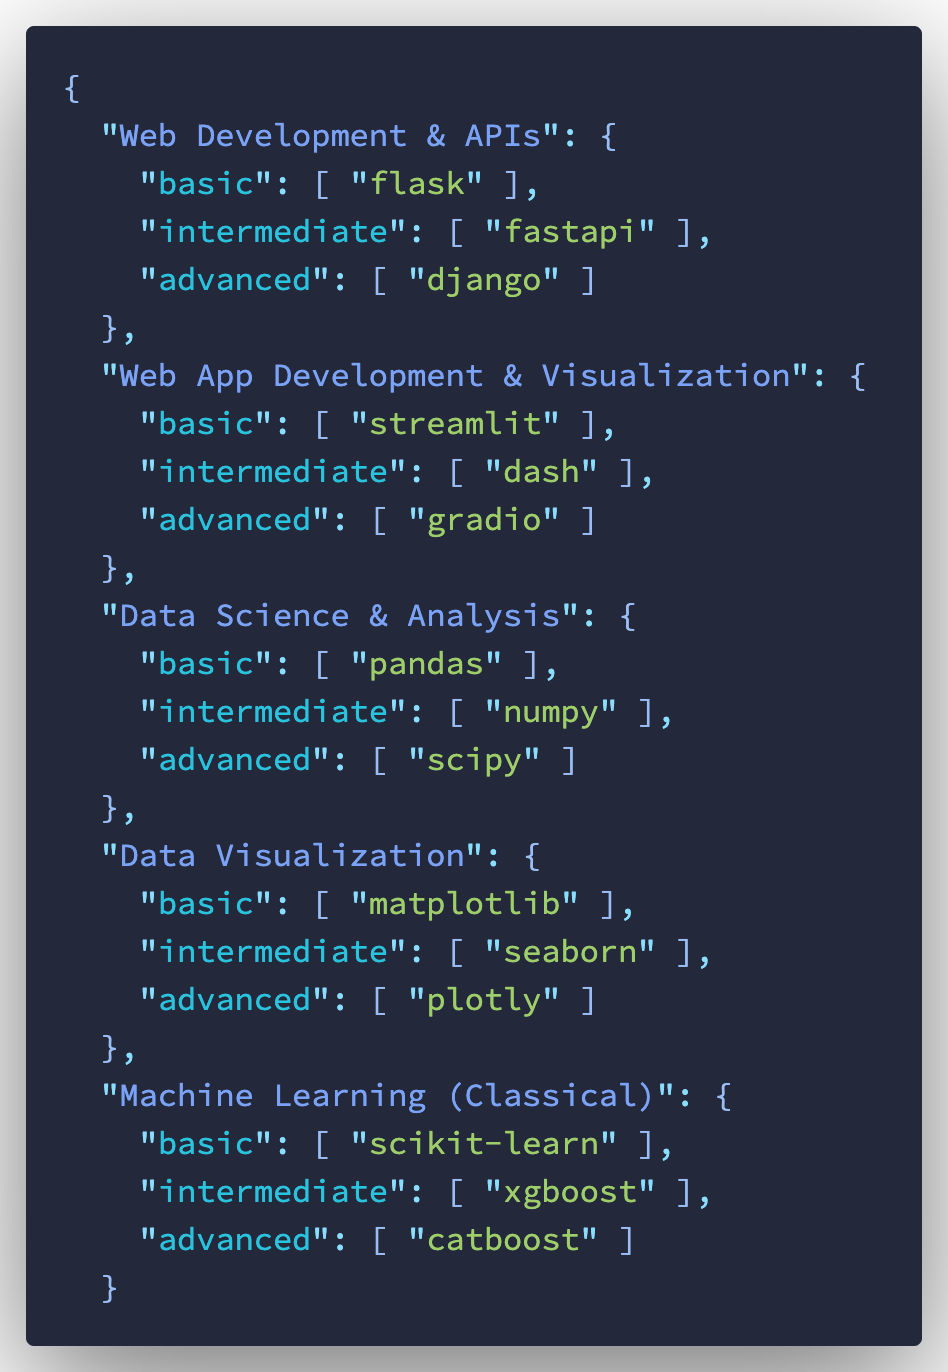 {
  "Web Development & APIs": {
    "basic": [ "flask" ],
    "intermediate": [ "fastapi" ],
    "advanced": [ "django" ]
  },
  "Web App Development & Visualization": {
    "basic": [ "streamlit" ],
    "intermediate": [ "dash" ],
    "advanced": [ "gradio" ]
  },
  "Data Science & Analysis": {
    "basic": [ "pandas" ],
    "intermediate": [ "numpy" ],
    "advanced": [ "scipy" ]
  },
  "Data Visualization": {
    "basic": [ "matplotlib" ],
    "intermediate": [ "seaborn" ],
    "advanced": [ "plotly" ]
  },
  "Machine Learning (Classical)": {
    "basic": [ "scikit-learn" ],
    "intermediate": [ "xgboost" ],
    "advanced": [ "catboost" ]
  }